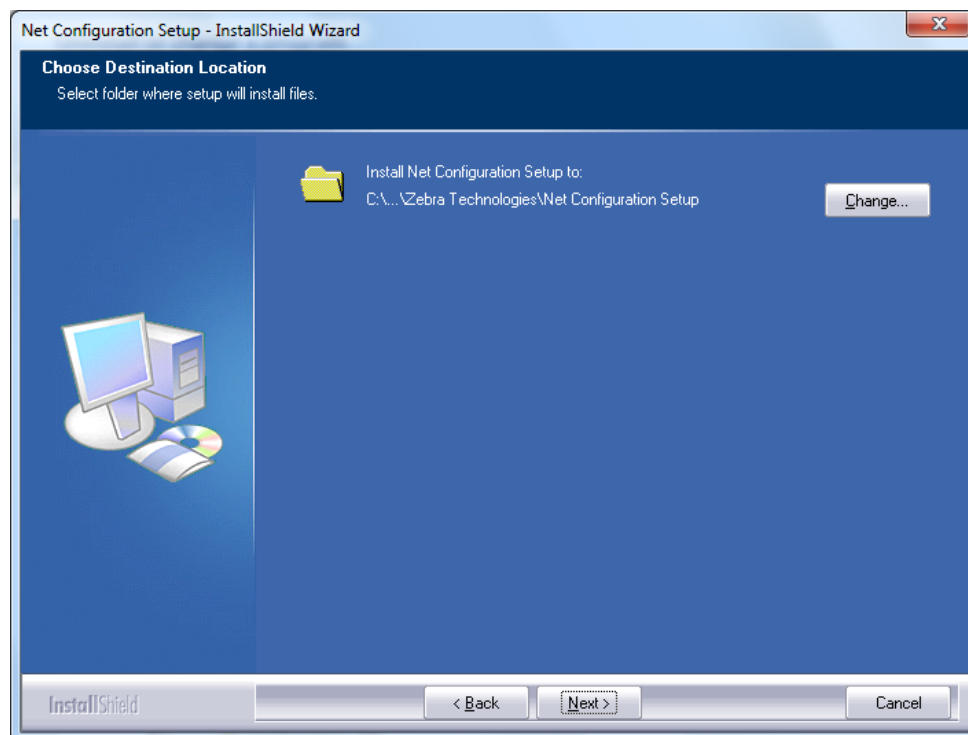 Net Configuration Setup - InstallShield Wizard
Choose Destination Location
Select folder where setup will install files.
Install Net Configuration Setup to:
C:\...\Zebra Technologies\Net Configuration Setup
Change...
InstallShield
< Back
Next >
Cancel